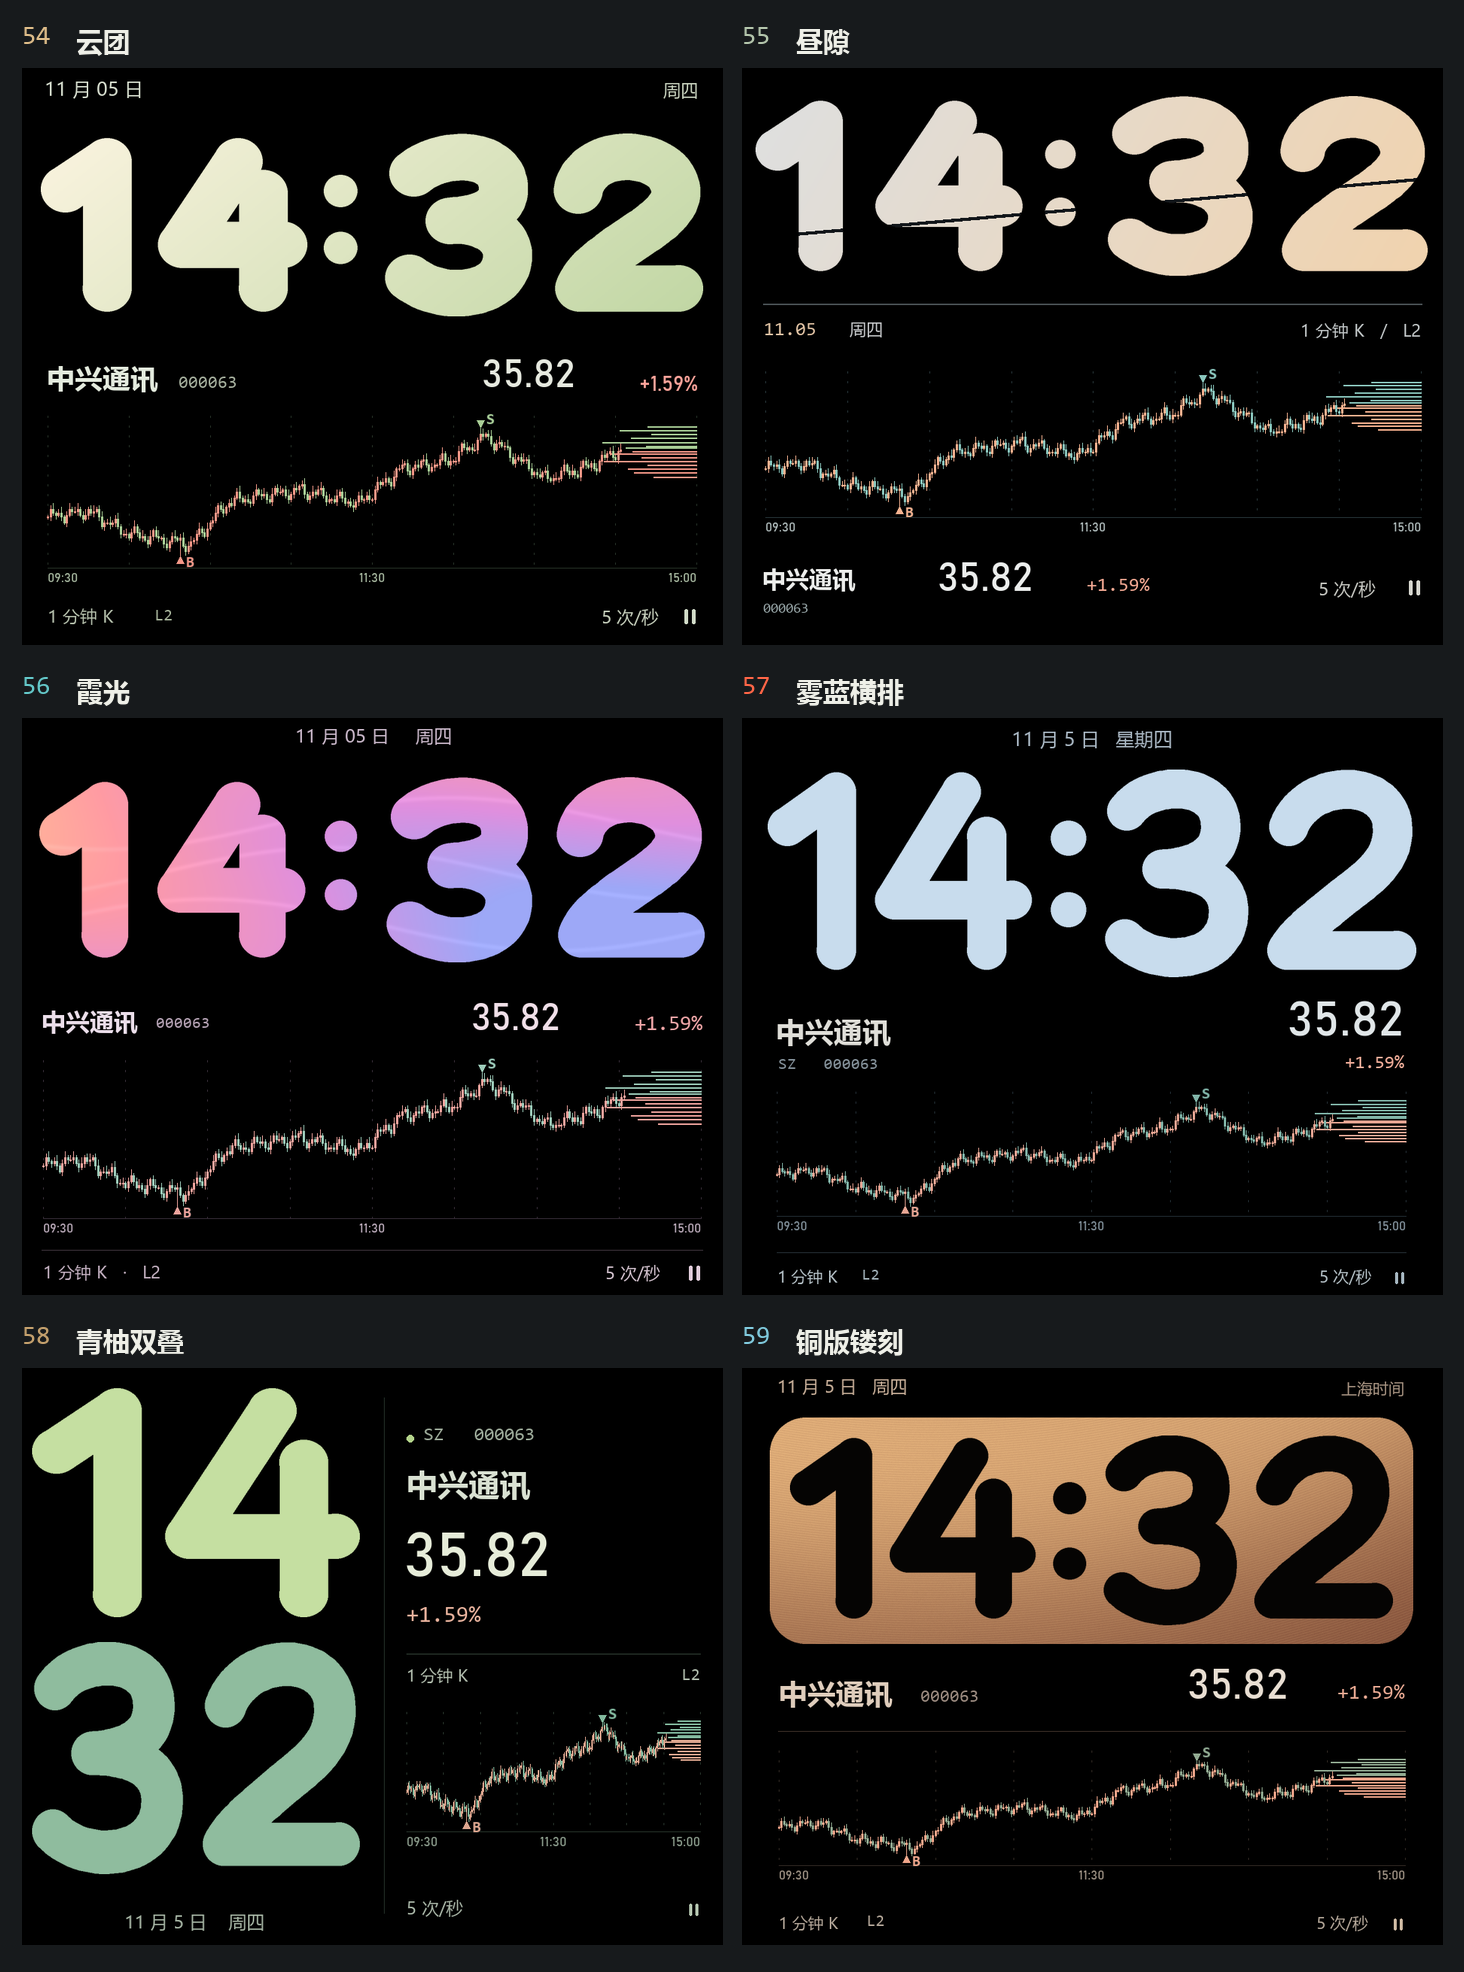 54 云团
11 月 05 日 周四
14:32
中兴通讯 000063 35.82 +1.59%
S
B
09:30 11:30 15:00
1 分钟 K L2 5 次/秒
55 昼隙
14:32
11.05 周四 1 分钟 K / L2
S
B
09:30 11:30 15:00
中兴通讯 35.82 +1.59% 5 次/秒
000063
56 霞光
11 月 05 日 周四
14:32
中兴通讯 000063 35.82 +1.59%
S
B
09:30 11:30 15:00
1 分钟 K · L2 5 次/秒
57 雾蓝横排
11 月 5 日 星期四
14:32
中兴通讯 35.82
SZ 000063 +1.59%
S
B
09:30 11:30 15:00
1 分钟 K L2 5 次/秒
58 青柚双叠
14
32
11 月 5 日 周四
SZ 000063
中兴通讯
35.82
+1.59%
1 分钟 K L2
S
B
09:30 11:30 15:00
5 次/秒
59 铜版镂刻
11 月 5 日 周四 上海时间
14:32
中兴通讯 000063 35.82 +1.59%
S
B
09:30 11:30 15:00
1 分钟 K L2 5 次/秒